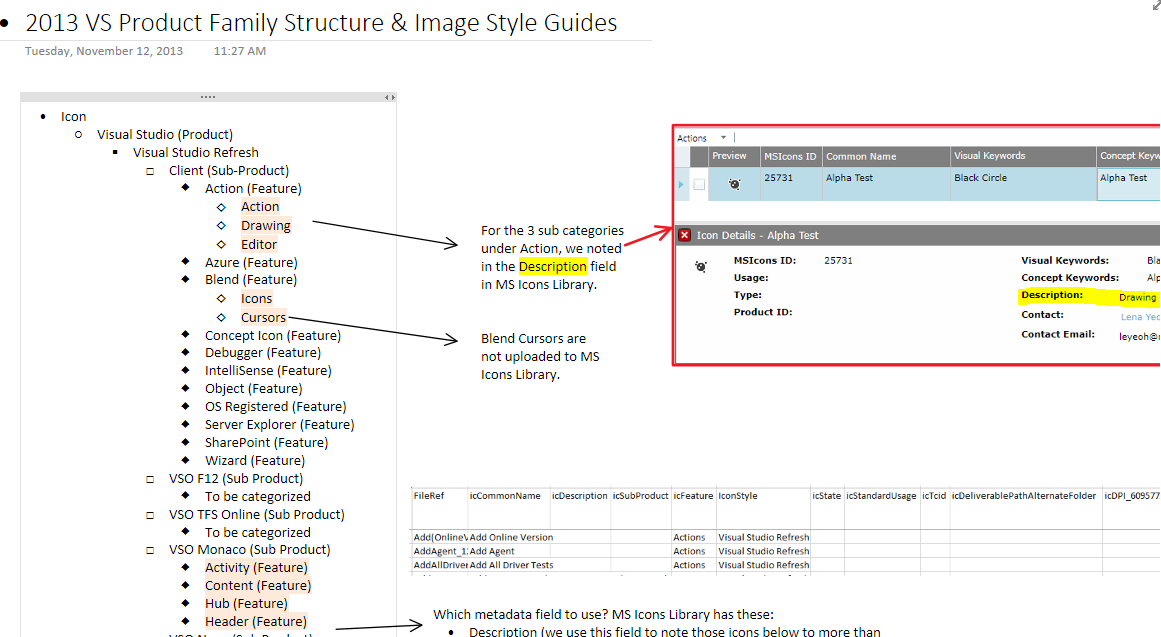 2013 VS Product Family Structure & Image Style Guides
Tuesday, November 12, 2013 11:27 AM
Icon
Visual Studio (Product)
Visual Studio Refresh
Client (Sub-Product)
Action (Feature)
Action
Drawing
Editor
Azure (Feature)
Blend (Feature)
Icons
Cursors
Concept Icon (Feature)
Debugger (Feature)
IntelliSense (Feature)
Object (Feature)
OS Registered (Feature)
Server Explorer (Feature)
SharePoint (Feature)
Wizard (Feature)
VSO F12 (Sub Product)
To be categorized
VSO TFS Online (Sub Product)
To be categorized
VSO Monaco (Sub Product)
Activity (Feature)
Content (Feature)
Hub (Feature)
Header (Feature)
For the 3 sub categories
under Action, we noted
in the Description field
in MS Icons Library.
Blend Cursors are
not uploaded to MS
Icons Library.
Actions
Preview MSIcons ID Common Name Visual Keywords Concept Keyw
25731 Alpha Test Black Circle Alpha Test
Icon Details - Alpha Test
MSIcons ID: 25731 Visual Keywords: Bla
Usage: Concept Keywords: Alp
Type: Description: Drawing
Product ID: Contact: Lena Yeo
Contact Email: leyeoh@
FileRef icCommonName icDescription icSubProduct icFeature IconStyle icState icStandardUsage icTcid icDeliverablePathAlternateFolder icDPI_609577
Add(Online Add Online Version Actions Visual Studio Refresh
AddAgent_1 Add Agent Actions Visual Studio Refresh
AddAllDriver Add All Driver Tests Actions Visual Studio Refresh
Which metadata field to use? MS Icons Library has these:
Description (we use this field to note those icons below to more than